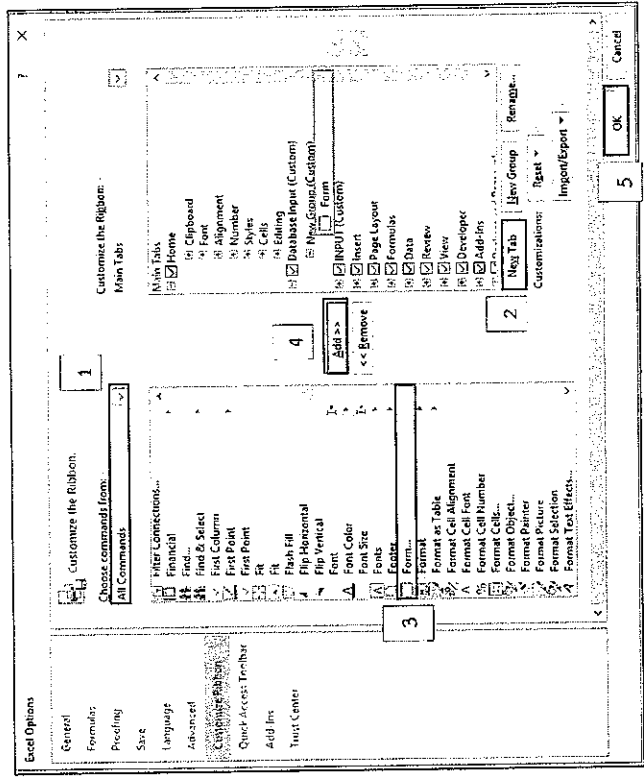 Excel Options
? ×
General
Formulas
Proofing
Save
Language
Advanced
Customize Ribbon
Quick Access Toolbar
Add-Ins
Trust Center
Customize the Ribbon.
Choose commands from:
All Commands
1
Filter Connections...
Financial
Find...
Find & Select
First Column
First Point
First Point
Fit
Fit
Flash Fill
Flip Horizontal
Flip Vertical
Font
Font Color
Font Size
Fonts
Footer
Form...
Format
Format as Table
Format Cell Alignment
Format Cell Font
Format Cell Number
Format Cells...
Format Object...
Format Painter
Format Picture
Format Selection
Format Text Effects...
3
4
Add >>
<< Remove
Customize the Ribbon:
Main Tabs
Main Tabs
Home
Clipboard
Font
Alignment
Number
Styles
Cells
Editing
Database Input (Custom)
New Group (Custom)
Form
INPUT (Custom)
Insert
Page Layout
Formulas
Data
Review
View
Developer
Add-Ins
2
New Tab
New Group
Rename...
Customizations:
Reset
Import/Export
5
OK
Cancel